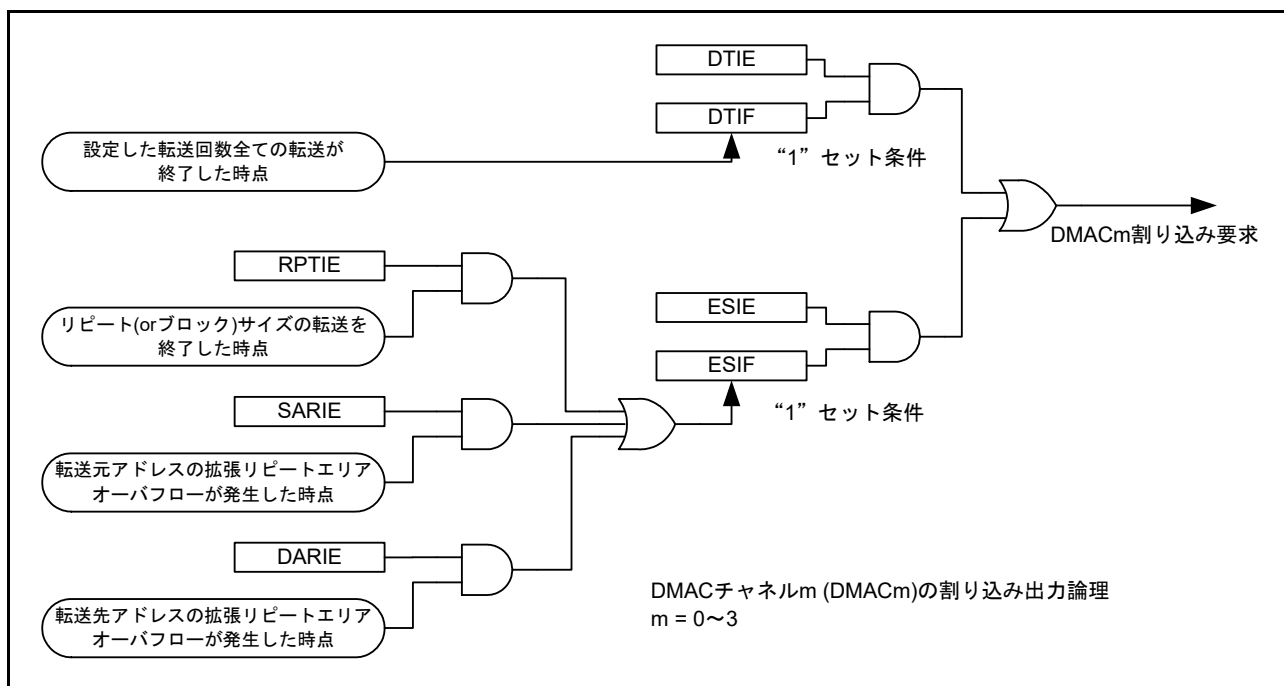 DTIE
DTIF
設定した転送回数全ての転送が
終了した時点
“1”セット条件
DMACm割り込み要求
RPTIE
リピート(orブロック)サイズの転送を
終了した時点
ESIE
ESIF
“1”セット条件
SARIE
転送元アドレスの拡張リピートエリア
オーバフローが発生した時点
DARIE
転送先アドレスの拡張リピートエリア
オーバフローが発生した時点
DMACチャネルm (DMACm)の割り込み出力論理
m = 0～3